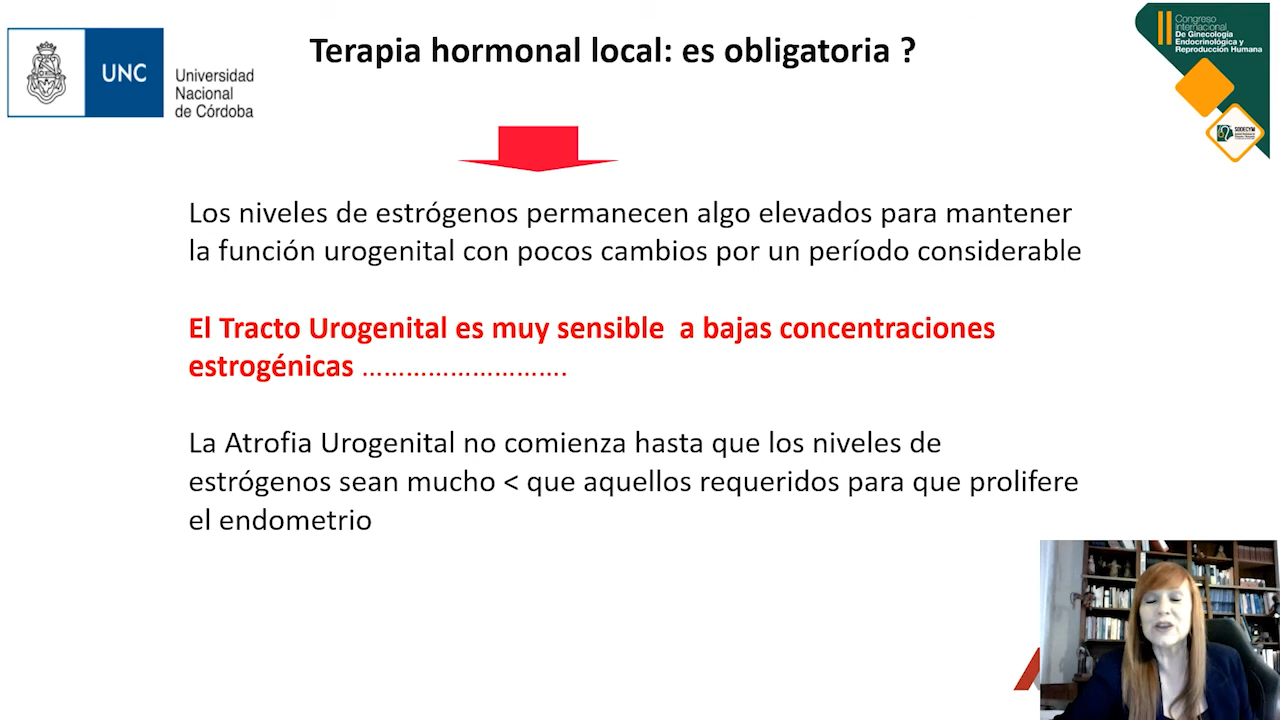 Terapia hormonal local: es obligatoria ?
UNC
Universidad
Nacional
de Córdoba
II Congreso
Internacional
De Ginecología
Endocrinológica y
Reproducción Humana
SODEGYM
Los niveles de estrógenos permanecen algo elevados para mantener
la función urogenital con pocos cambios por un período considerable
El Tracto Urogenital es muy sensible a bajas concentraciones
estrogénicas ……………………….
La Atrofia Urogenital no comienza hasta que los niveles de
estrógenos sean mucho < que aquellos requeridos para que prolifere
el endometrio